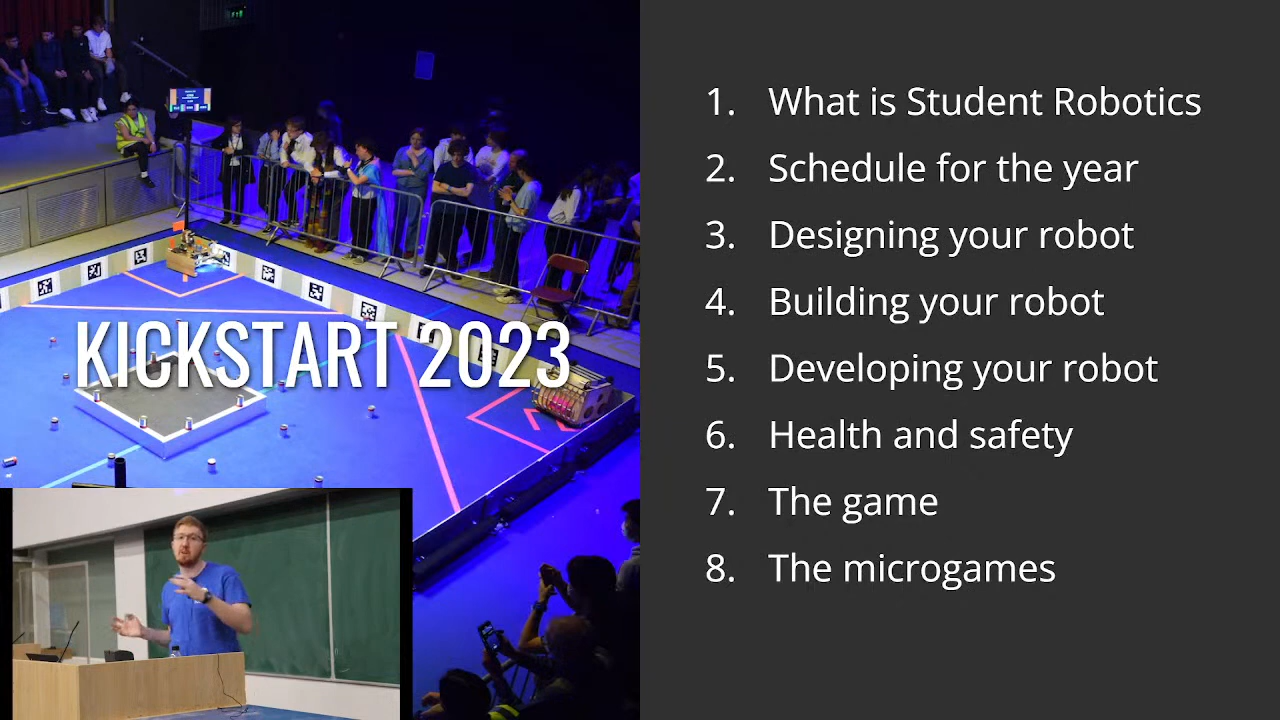 KICKSTART 2023
1. What is Student Robotics
2. Schedule for the year
3. Designing your robot
4. Building your robot
5. Developing your robot
6. Health and safety
7. The game
8. The microgames